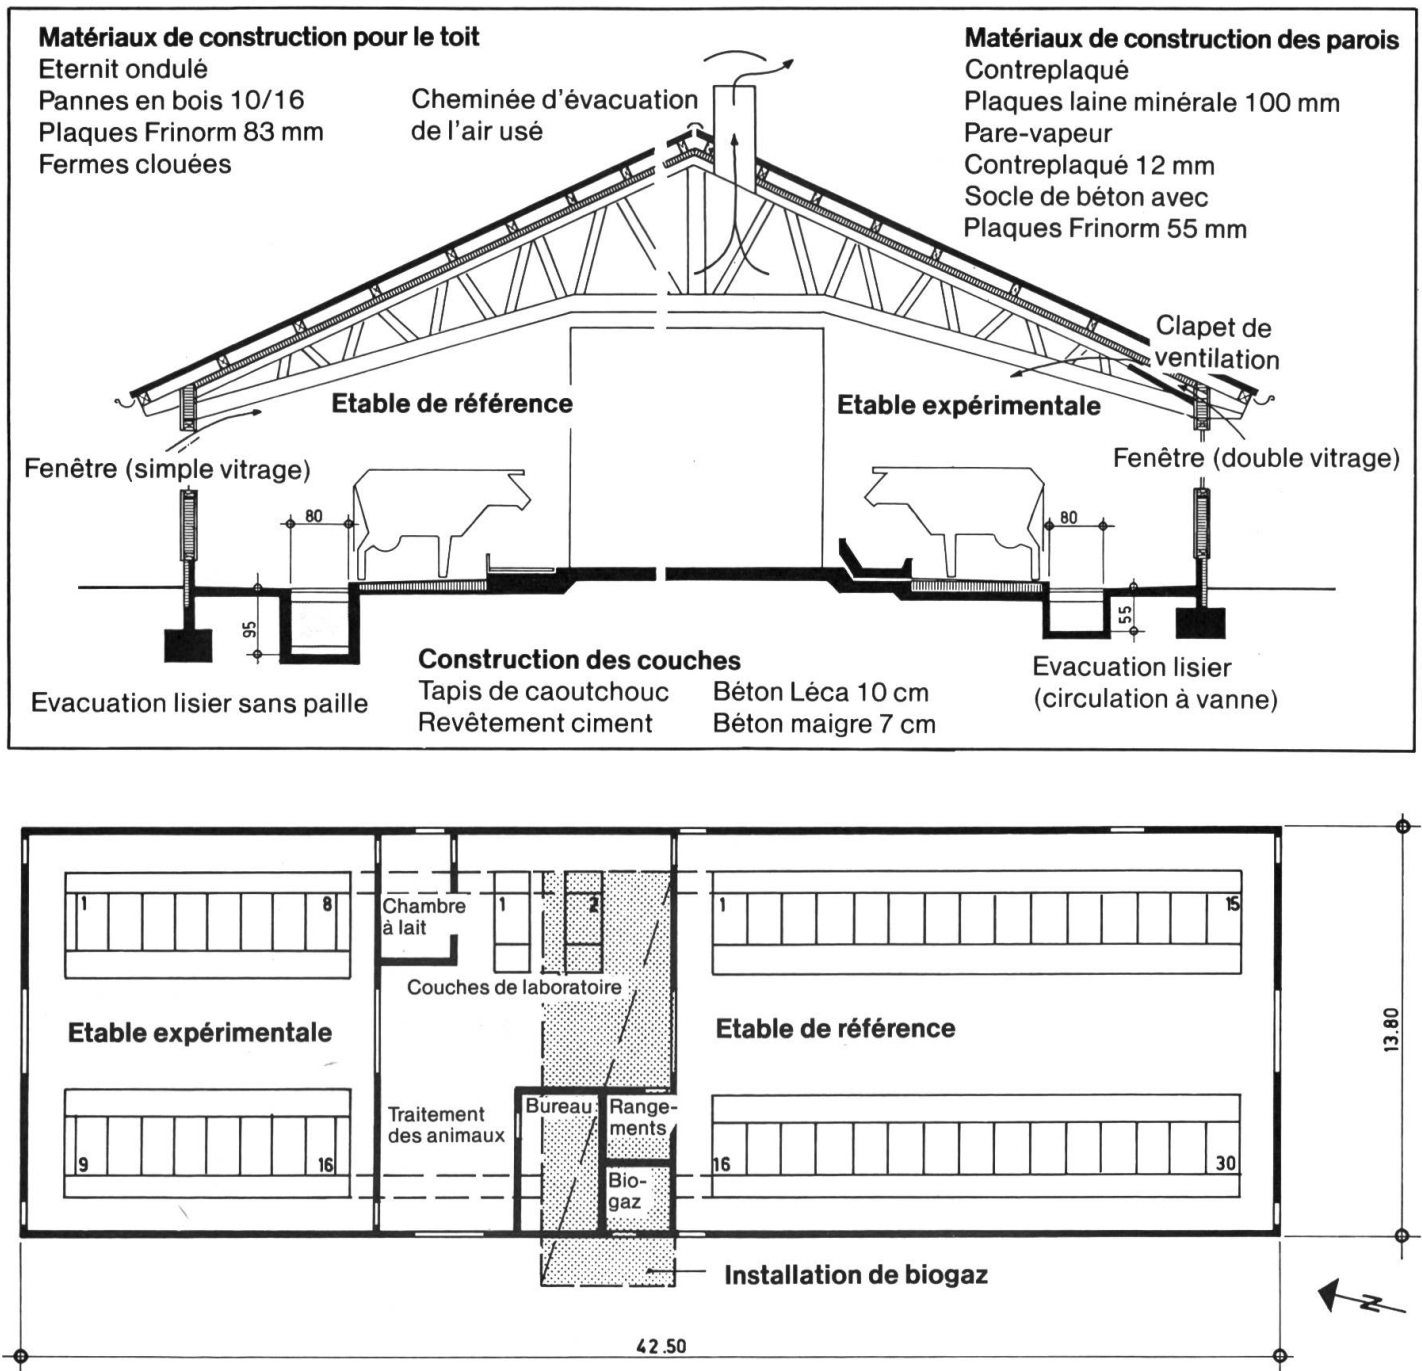 Matériaux de construction pour le toit
Eternit ondulé
Pannes en bois 10/16
Plaques Frinorm 83 mm
Fermes clouées
Cheminée d'évacuation
de l'air usé
Matériaux de construction des parois
Contreplaqué
Plaques laine minérale 100 mm
Pare-vapeur
Contreplaqué 12 mm
Socle de béton avec
Plaques Frinorm 55 mm
Clapet de
ventilation
Etable de référence
Etable expérimentale
Fenêtre (simple vitrage)
Fenêtre (double vitrage)
80
80
95
55
Evacuation lisier sans paille
Construction des couches
Tapis de caoutchouc
Revêtement ciment
Béton Léca 10 cm
Béton maigre 7 cm
Evacuation lisier
(circulation à vanne)
1
8
Chambre
à lait
1
2
1
15
Couches de laboratoire
Etable expérimentale
Etable de référence
13.80
Traitement
des animaux
Bureau
Range-
ments
9
16
Bio-
gaz
16
30
Installation de biogaz
N
42.50